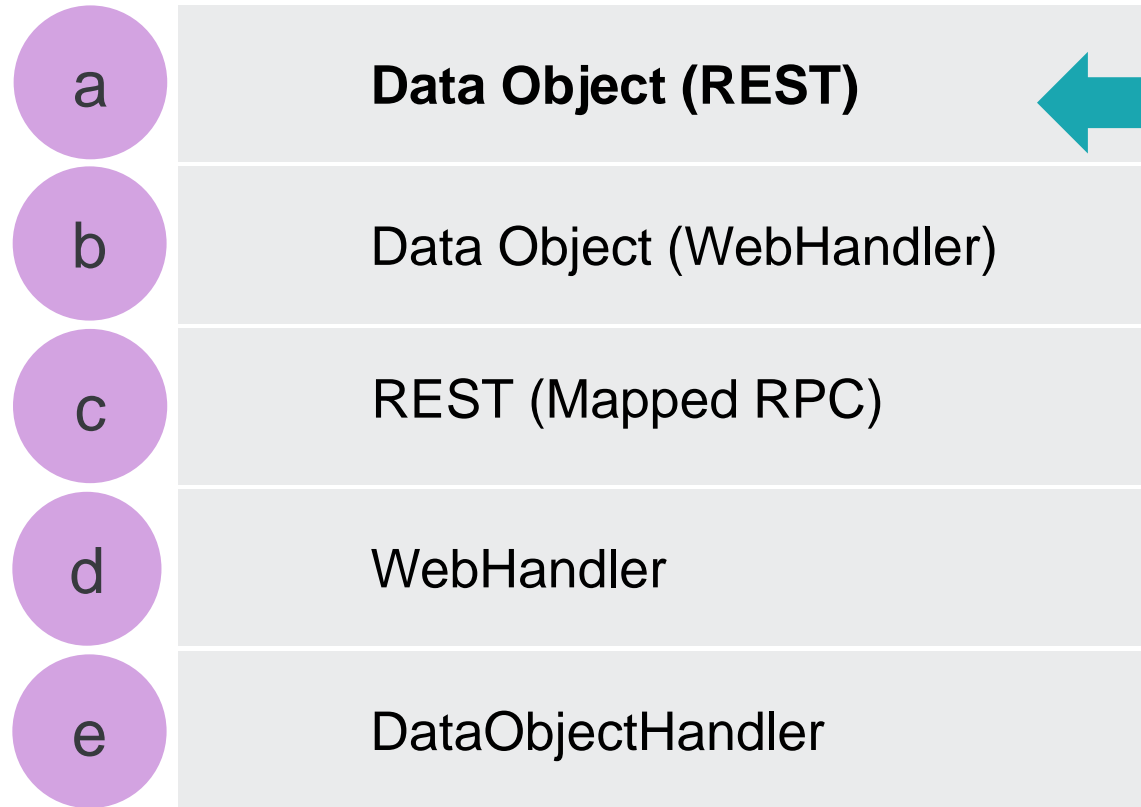 a Data Object (REST)
b Data Object (WebHandler)
c REST (Mapped RPC)
d WebHandler
e DataObjectHandler